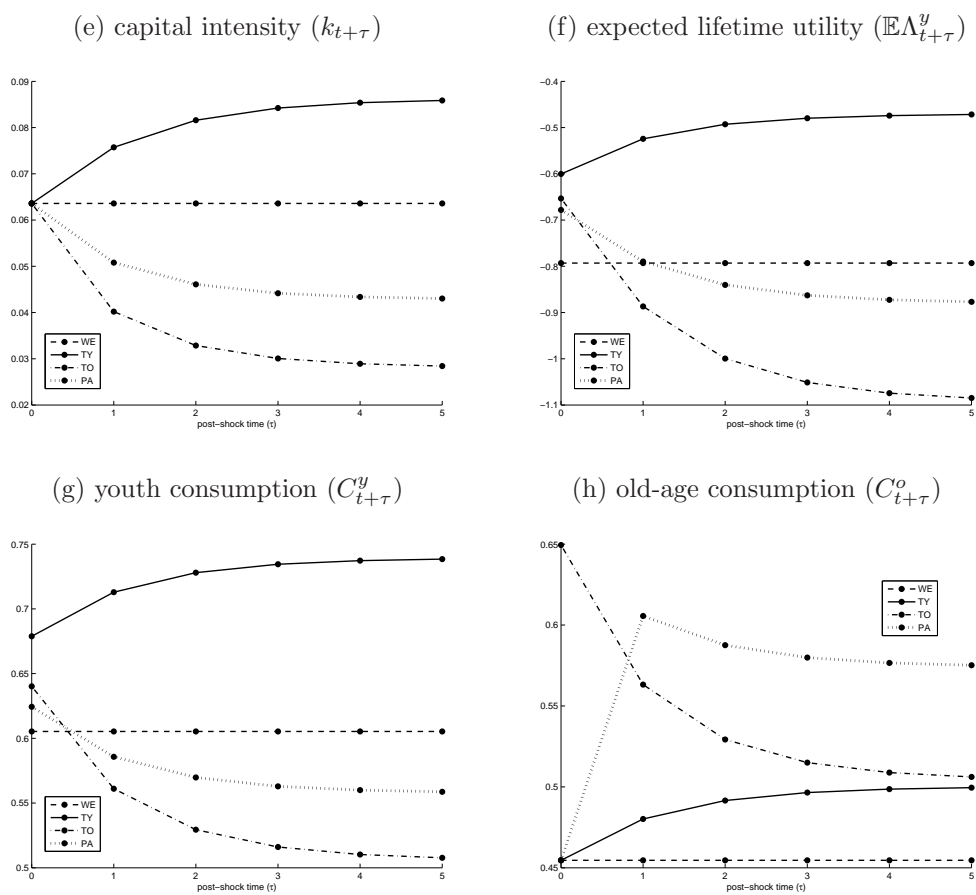 (e) capital intensity (k_{t+τ})
(f) expected lifetime utility (𝔼Λ^y_{t+τ})
0.09
0.08
0.07
0.06
0.05
0.04
0.03
0.02
WE
TY
TO
PA
0 1 2 3 4 5
post−shock time (τ)
−0.4
−0.5
−0.6
−0.7
−0.8
−0.9
−1
−1.1
WE
TY
TO
PA
0 1 2 3 4 5
post−shock time (τ)
(g) youth consumption (C^y_{t+τ})
(h) old-age consumption (C^o_{t+τ})
0.75
0.7
0.65
0.6
0.55
0.5
WE
TY
TO
PA
0 1 2 3 4 5
post−shock time (τ)
0.65
0.6
0.55
0.5
0.45
WE
TY
TO
PA
0 1 2 3 4 5
post−shock time (τ)